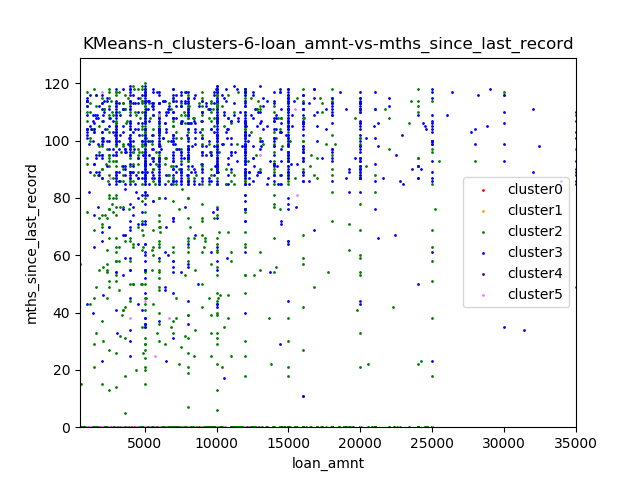 KMeans-n_clusters-6-loan_amnt-vs-mths_since_last_record
mths_since_last_record
120
100
80
60
40
20
0
cluster0
cluster1
cluster2
cluster3
cluster4
cluster5
5000 10000 15000 20000 25000 30000 35000
loan_amnt